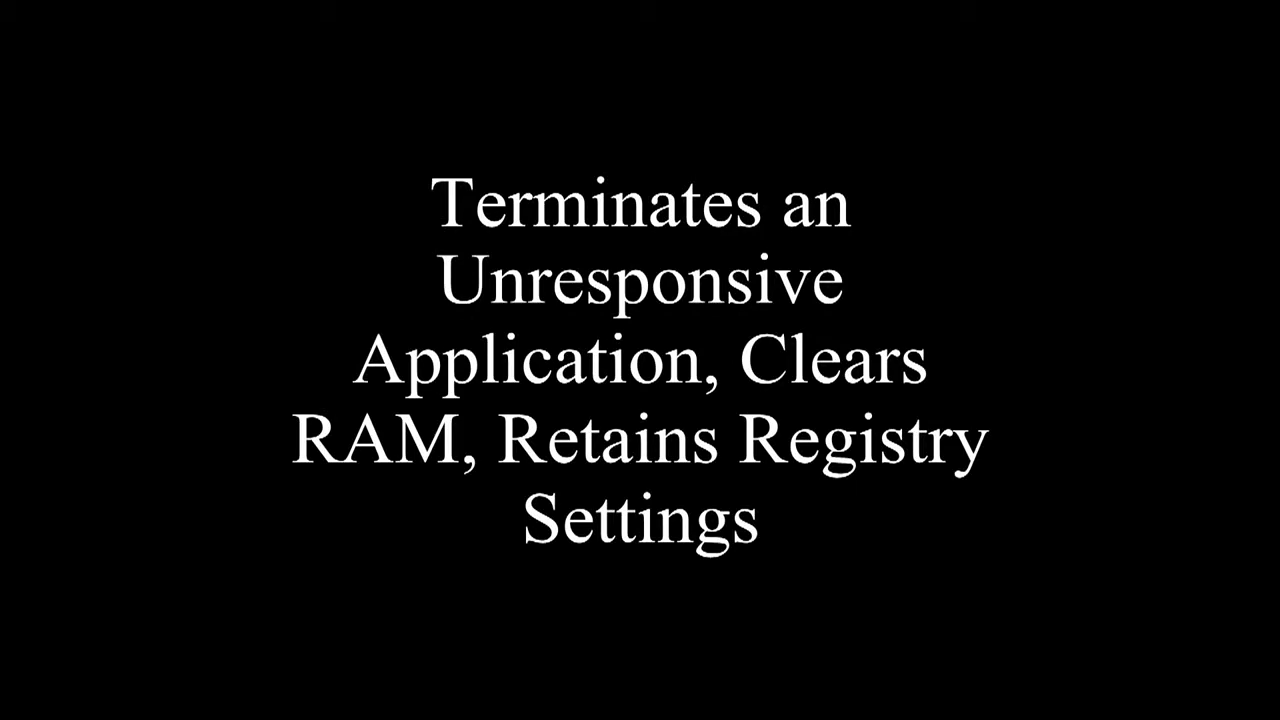 Terminates an
Unresponsive
Application, Clears
RAM, Retains Registry
Settings